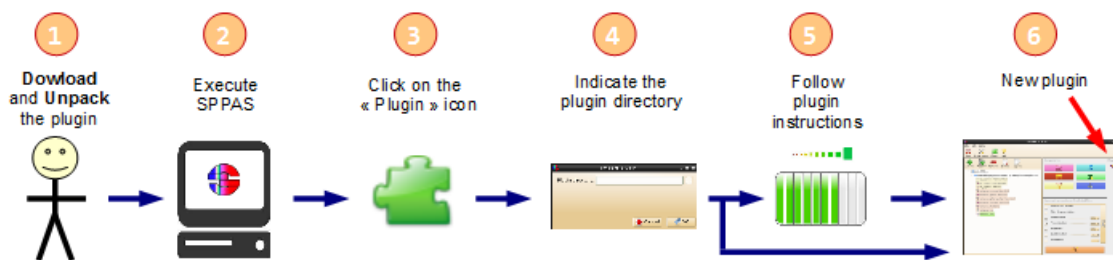 1
Dowload
and Unpack
the plugin
2
Execute
SPPAS
3
Click on the
« Plugin » icon
4
Indicate the
plugin directory
5
Follow
plugin
instructions
6
New plugin